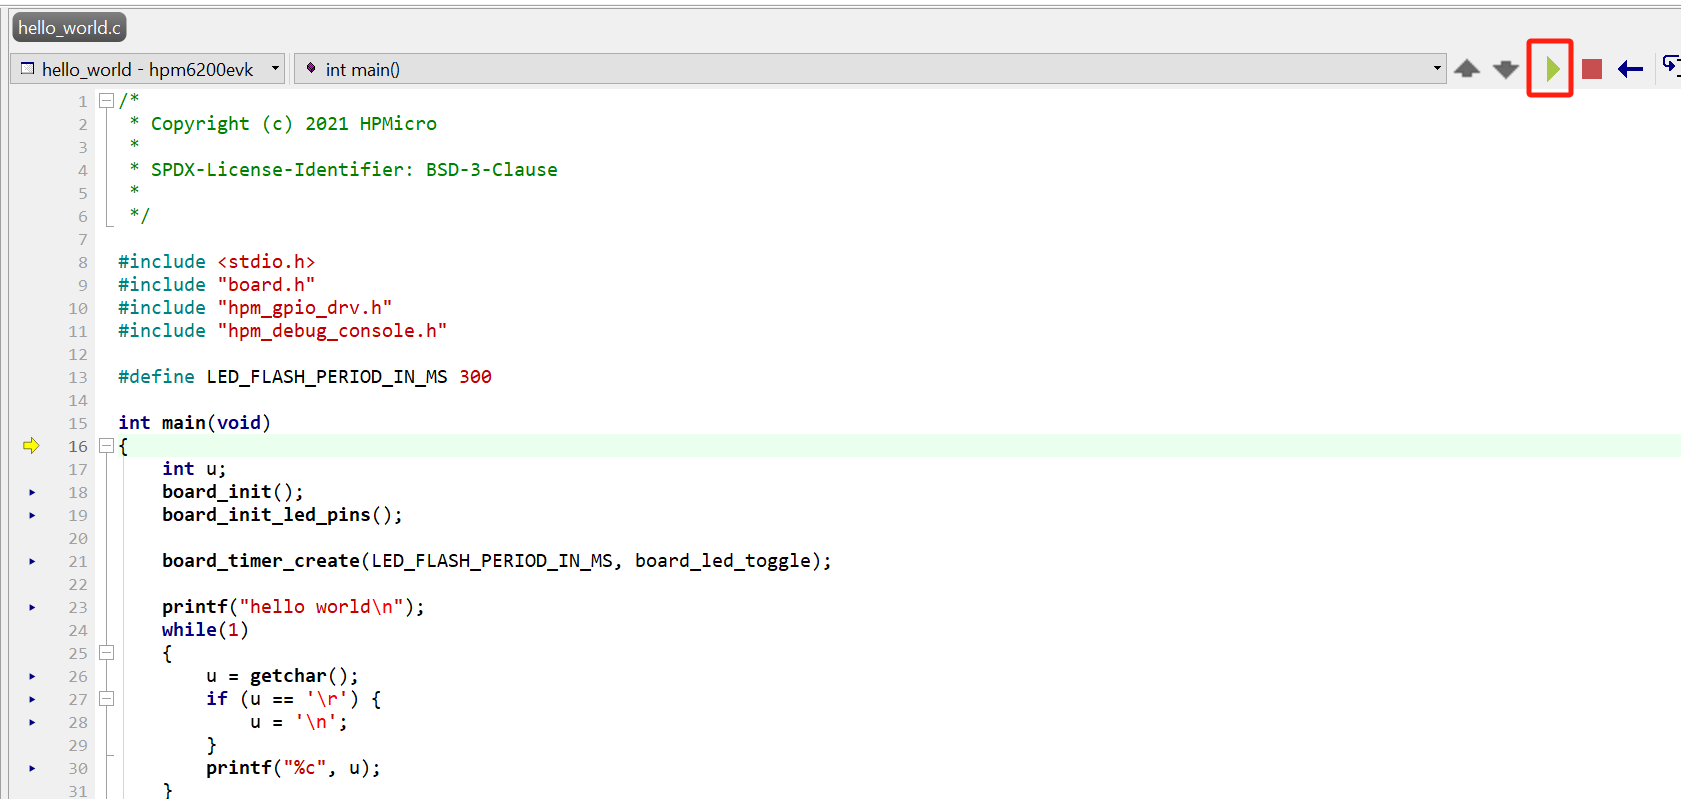 hello_world.c
hello_world - hpm6200evk
int main()
1 /*
2  * Copyright (c) 2021 HPMicro
3  *
4  * SPDX-License-Identifier: BSD-3-Clause
5  *
6  */
7
8 #include <stdio.h>
9 #include "board.h"
10 #include "hpm_gpio_drv.h"
11 #include "hpm_debug_console.h"
12
13 #define LED_FLASH_PERIOD_IN_MS 300
14
15 int main(void)
16 {
17     int u;
18     board_init();
19     board_init_led_pins();
20
21     board_timer_create(LED_FLASH_PERIOD_IN_MS, board_led_toggle);
22
23     printf("hello world\n");
24     while(1)
25     {
26         u = getchar();
27         if (u == '\r') {
28             u = '\n';
29         }
30         printf("%c", u);
31     }